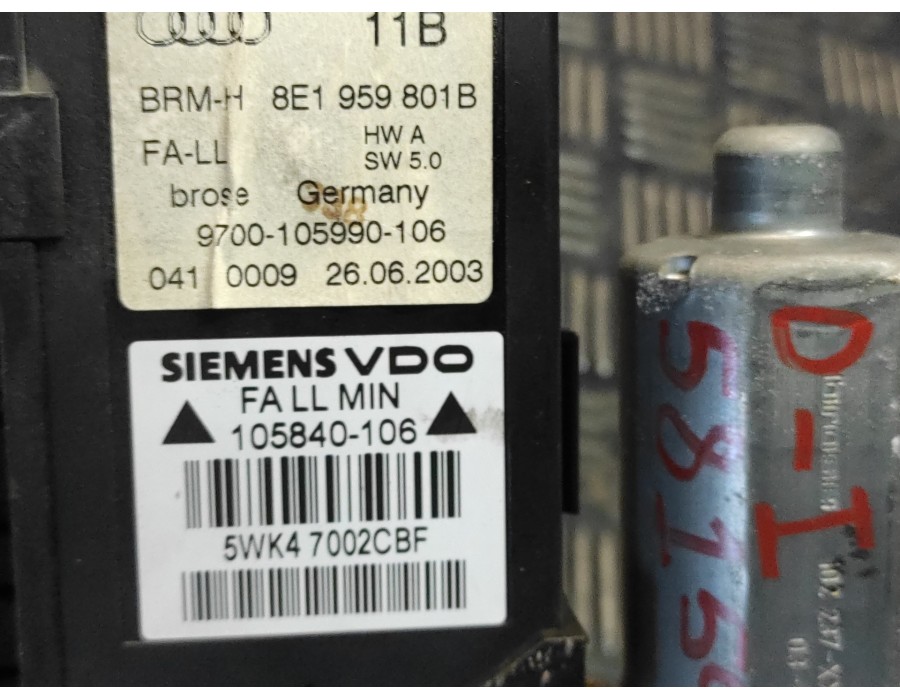 11B
BRM-H 8E1 959 801B
FA-LL HW A
SW 5.0
brose Germany
9700-105990-106
041 0009 26.06.2003
SIEMENS VDO
FA LL MIN
105840-106
5WK4 7002CBF
D-I
5815